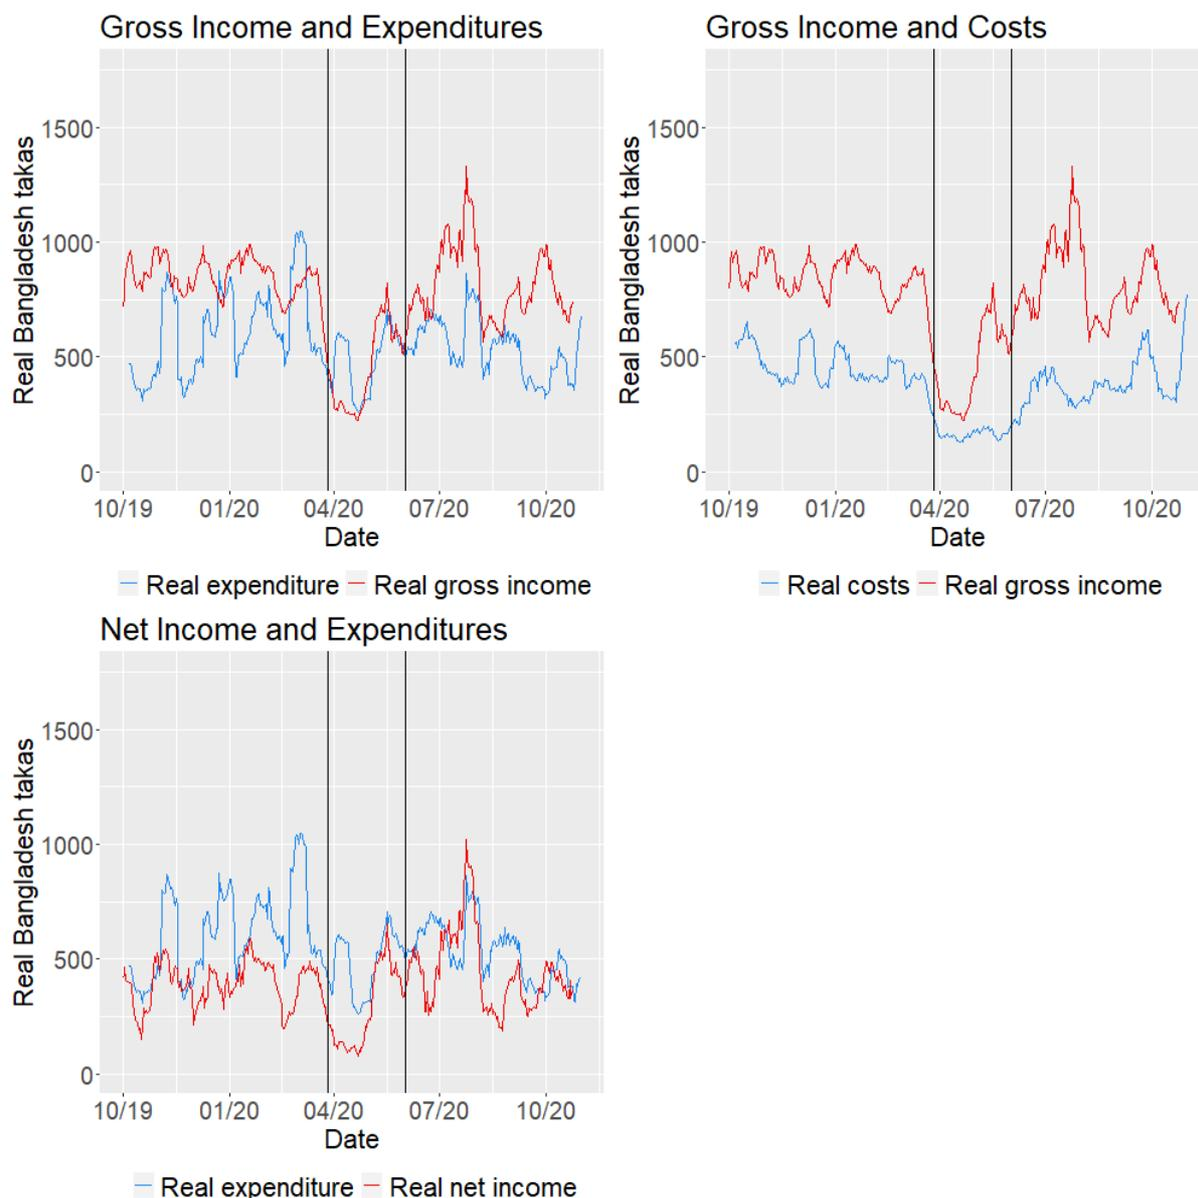 Gross Income and Expenditures
Real Bangladesh takas
1500
1000
500
0
10/19 01/20 04/20 07/20 10/20
Date
Real expenditure Real gross income
Gross Income and Costs
Real Bangladesh takas
1500
1000
500
0
10/19 01/20 04/20 07/20 10/20
Date
Real costs Real gross income
Net Income and Expenditures
Real Bangladesh takas
1500
1000
500
0
10/19 01/20 04/20 07/20 10/20
Date
Real expenditure Real net income